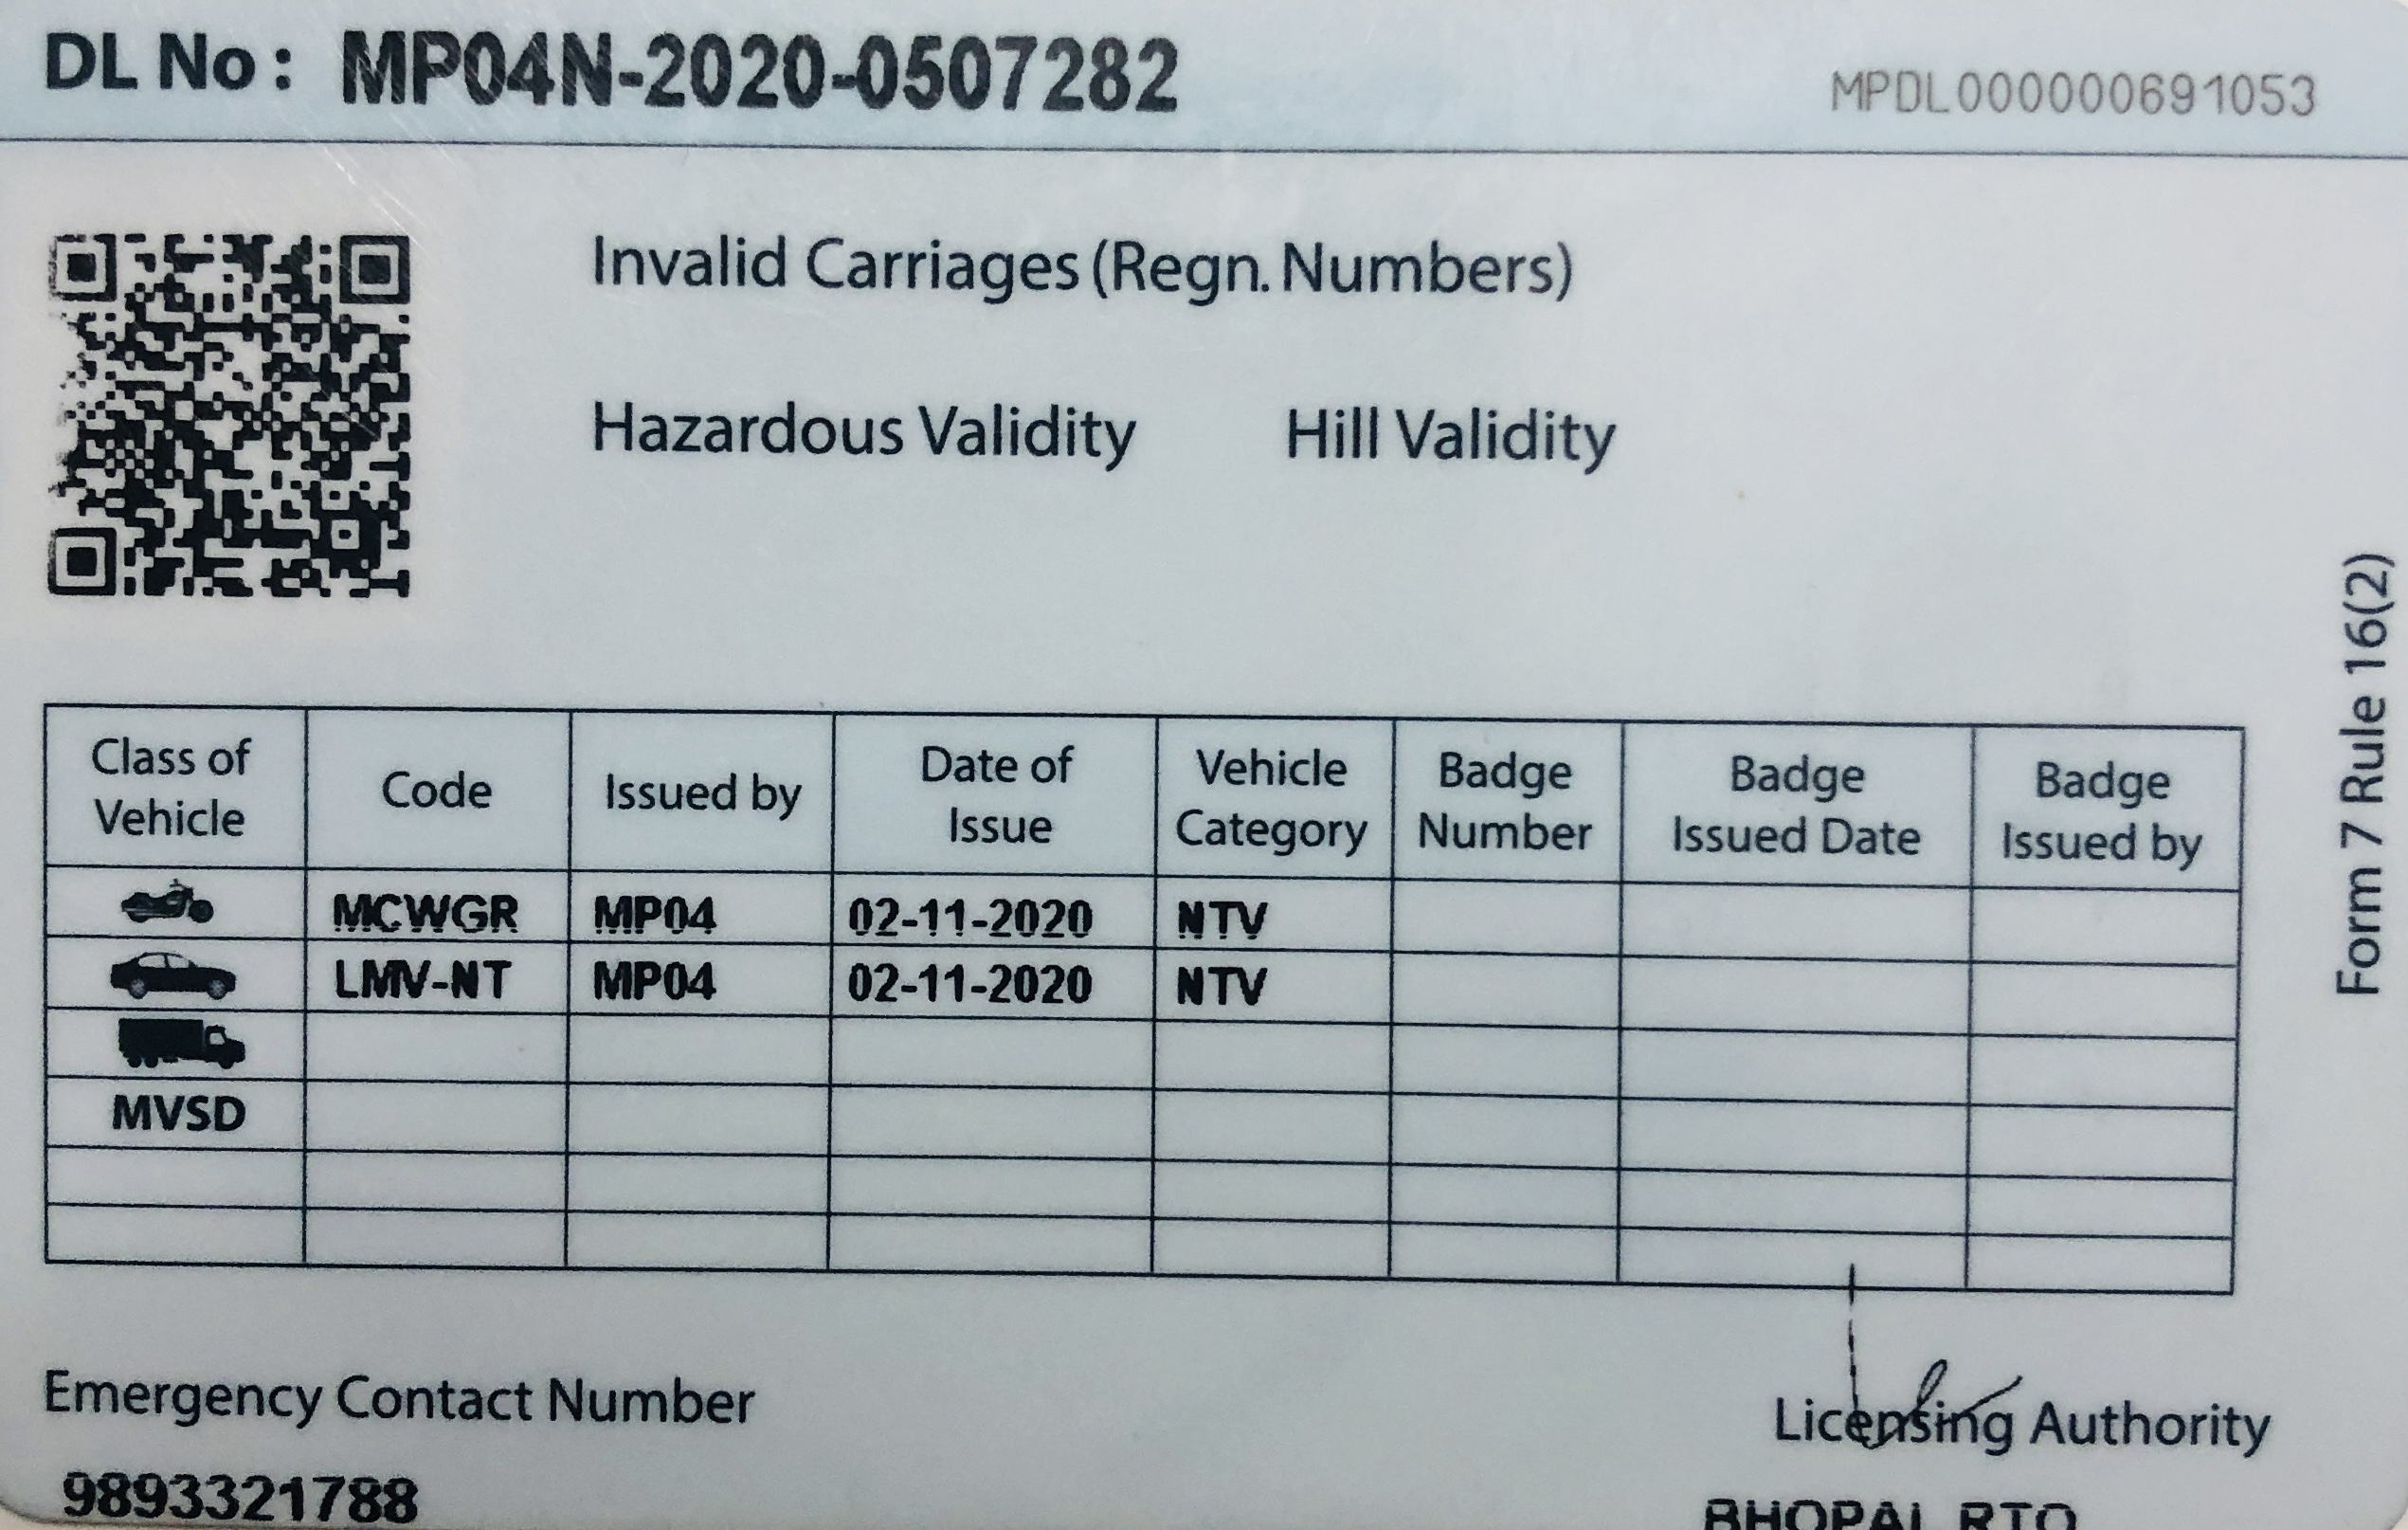 DL No : MP04N-2020-0507282
MPDL000000691053
Invalid Carriages (Regn. Numbers)
Hazardous Validity Hill Validity
Form 7 Rule 16(2)
Class of Vehicle Code Issued by Date of Issue Vehicle Category Badge Number Badge Issued Date Badge Issued by
MCWGR MP04 02-11-2020 NTV
LMV-NT MP04 02-11-2020 NTV
MVSD
Emergency Contact Number
9893321788
Licensing Authority
BHOPAL RTO